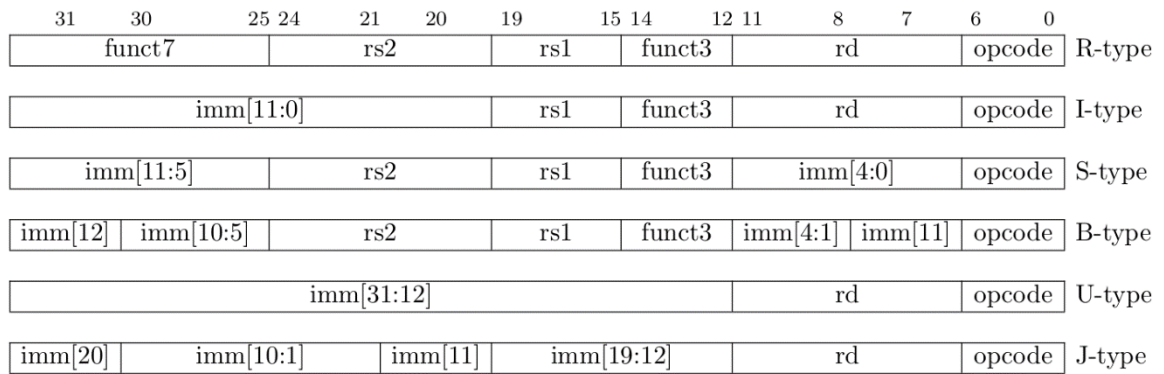 31 30 25 24 21 20 19 15 14 12 11 8 7 6 0
funct7 rs2 rs1 funct3 rd opcode R-type
imm[11:0] rs1 funct3 rd opcode I-type
imm[11:5] rs2 rs1 funct3 imm[4:0] opcode S-type
imm[12] imm[10:5] rs2 rs1 funct3 imm[4:1] imm[11] opcode B-type
imm[31:12] rd opcode U-type
imm[20] imm[10:1] imm[11] imm[19:12] rd opcode J-type